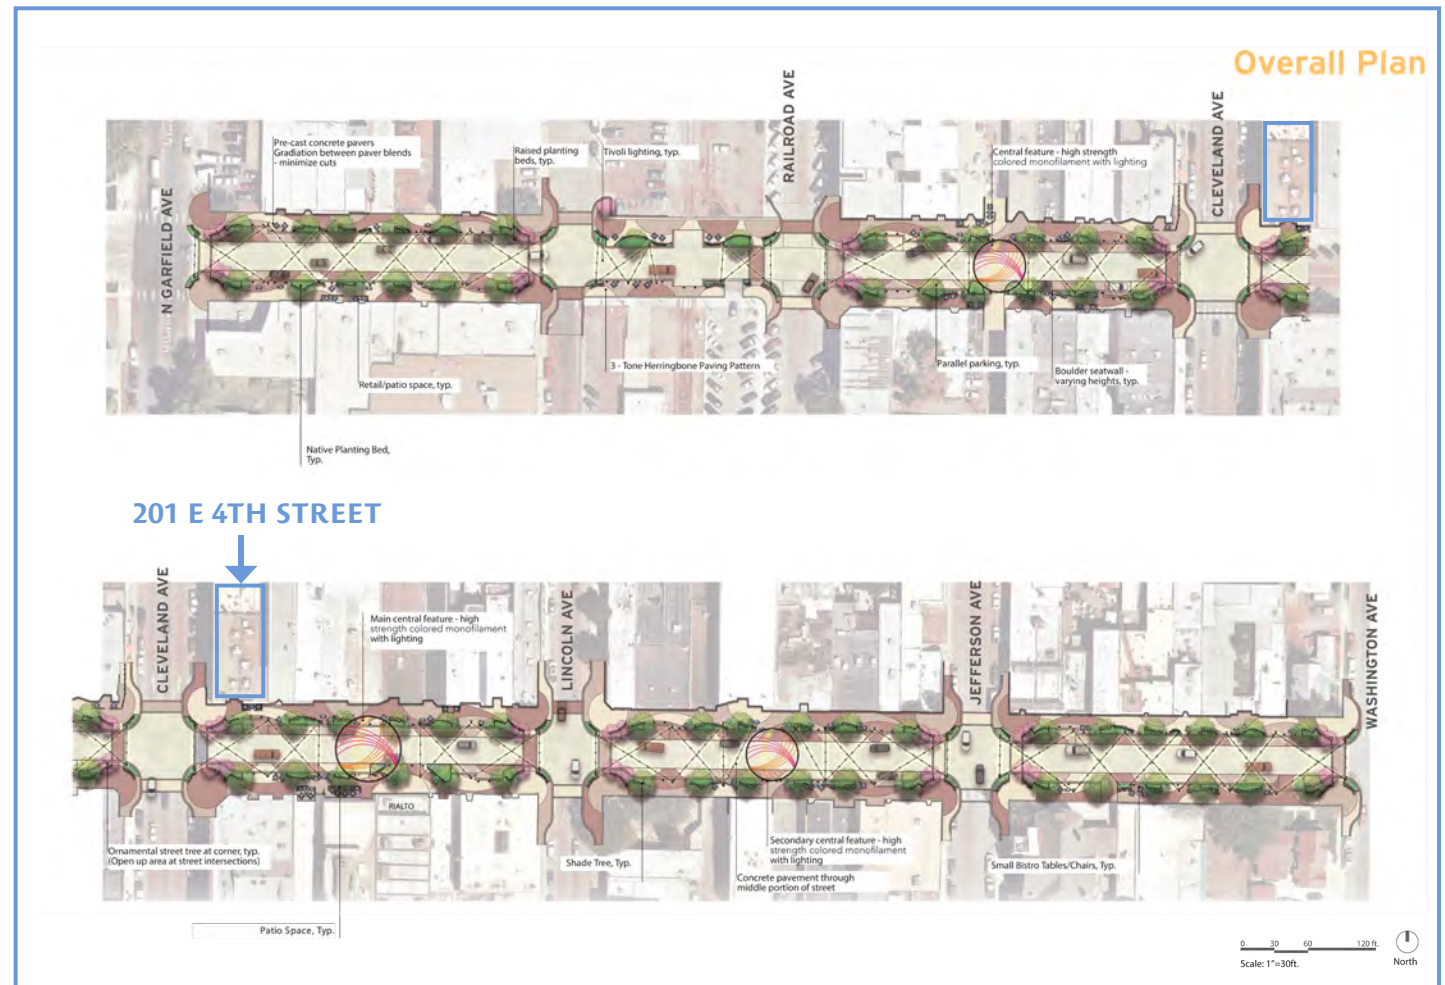 Overall Plan
N GARFIELD AVE
RAILROAD AVE
CLEVELAND AVE
Pre-cast concrete pavers
Gradiation between paver blends
- minimize cuts
Raised planting
beds, typ.
Tivoli lighting, typ.
Central feature - high strength
colored monofilament with lighting
Retail/patio space, typ.
3 - Tone Herringbone Paving Pattern
Parallel parking, typ.
Boulder seatwall -
varying heights, typ.
Native Planting Bed,
Typ.
201 E 4TH STREET
CLEVELAND AVE
LINCOLN AVE
JEFFERSON AVE
WASHINGTON AVE
Main central feature - high
strength colored monofilament
with lighting
RIALTO
Ornamental street tree at corner, typ.
(Open up area at street intersections)
Shade Tree, Typ.
Secondary central feature - high
strength colored monofilament
with lighting
Concrete pavement through
middle portion of street
Small Bistro Tables/Chairs, Typ.
Patio Space, Typ.
0 30 60 120 ft.
Scale: 1"=30ft.
North